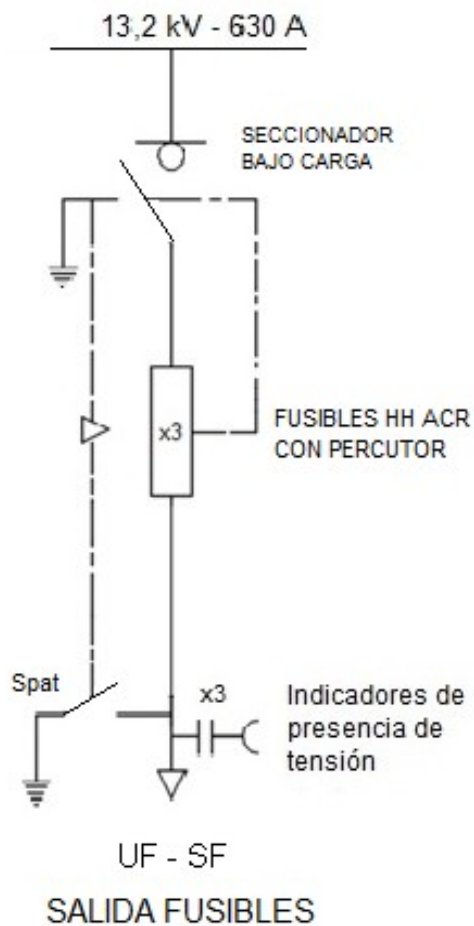 13,2 kV - 630 A
SECCIONADOR
BAJO CARGA
x3
FUSIBLES HH ACR
CON PERCUTOR
Spat
x3
Indicadores de
presencia de
tensión
UF - SF
SALIDA FUSIBLES